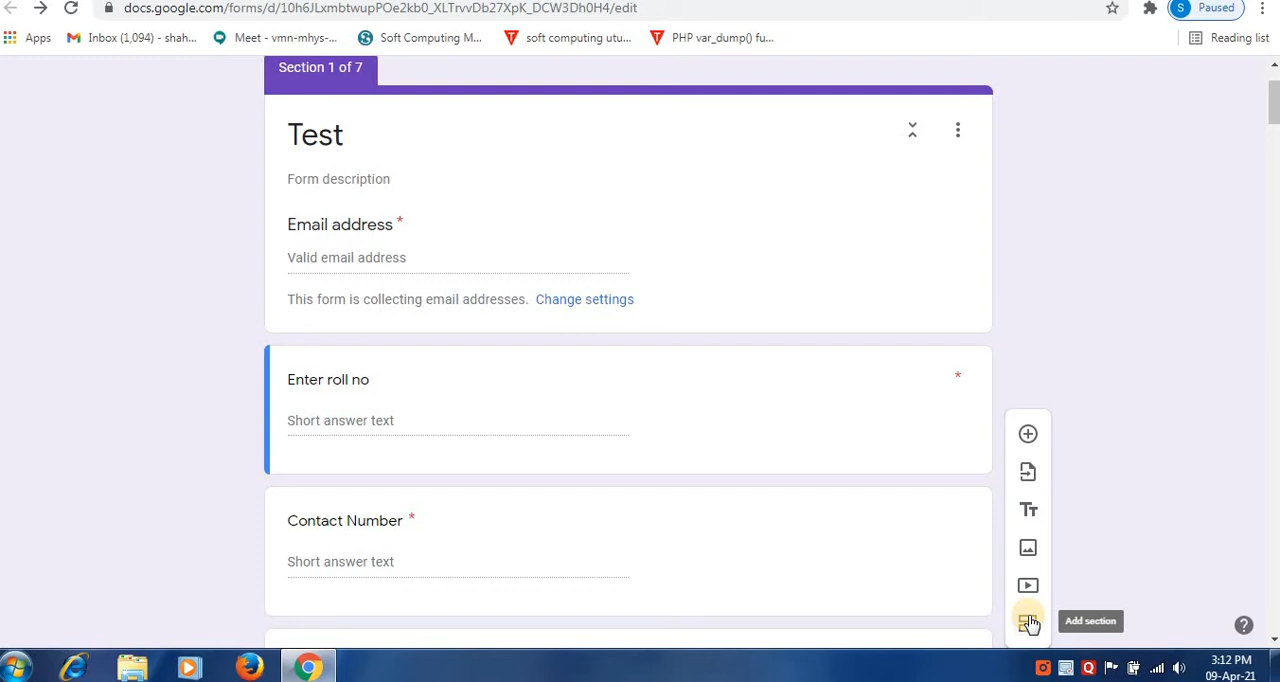 docs.google.com/forms/d/10h6JLxmbtwupPOe2kb0_XLTrvvDb27XpK_DCW3Dh0H4/edit
S Paused
Apps Inbox (1,094) - shah... Meet - vmn-mhys-... Soft Computing M... soft computing utu... PHP var_dump() fu... Reading list
Section 1 of 7
Test
Form description
Email address *
Valid email address
This form is collecting email addresses. Change settings
Enter roll no *
Short answer text
Contact Number *
Short answer text
Add section
3:12 PM
09-Apr-21